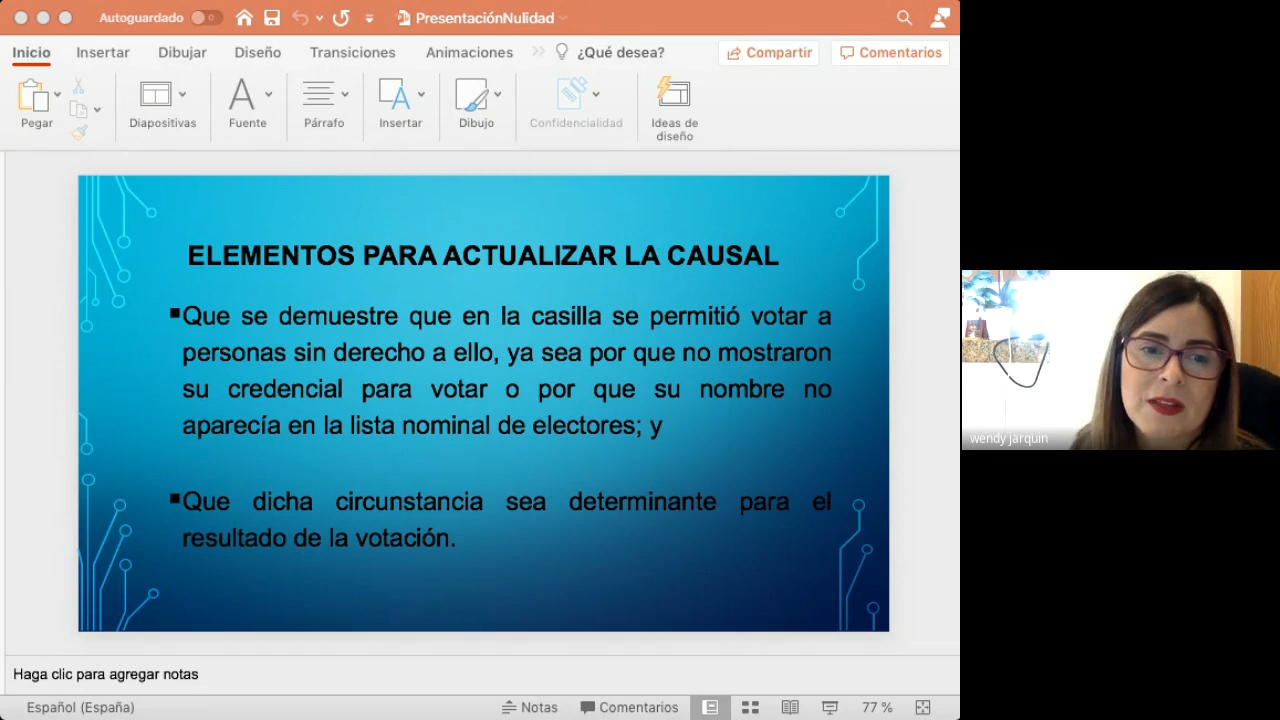 Autoguardado
PresentaciónNulidad
Inicio Insertar Dibujar Diseño Transiciones Animaciones ¿Qué desea? Compartir Comentarios
Pegar Diapositivas Fuente Párrafo Insertar Dibujo Confidencialidad Ideas de
diseño
ELEMENTOS PARA ACTUALIZAR LA CAUSAL
▪Que se demuestre que en la casilla se permitió votar a
personas sin derecho a ello, ya sea por que no mostraron
su credencial para votar o por que su nombre no
aparecía en la lista nominal de electores; y
▪Que dicha circunstancia sea determinante para el
resultado de la votación.
wendy jarquin
Haga clic para agregar notas
Español (España) Notas Comentarios 77 %